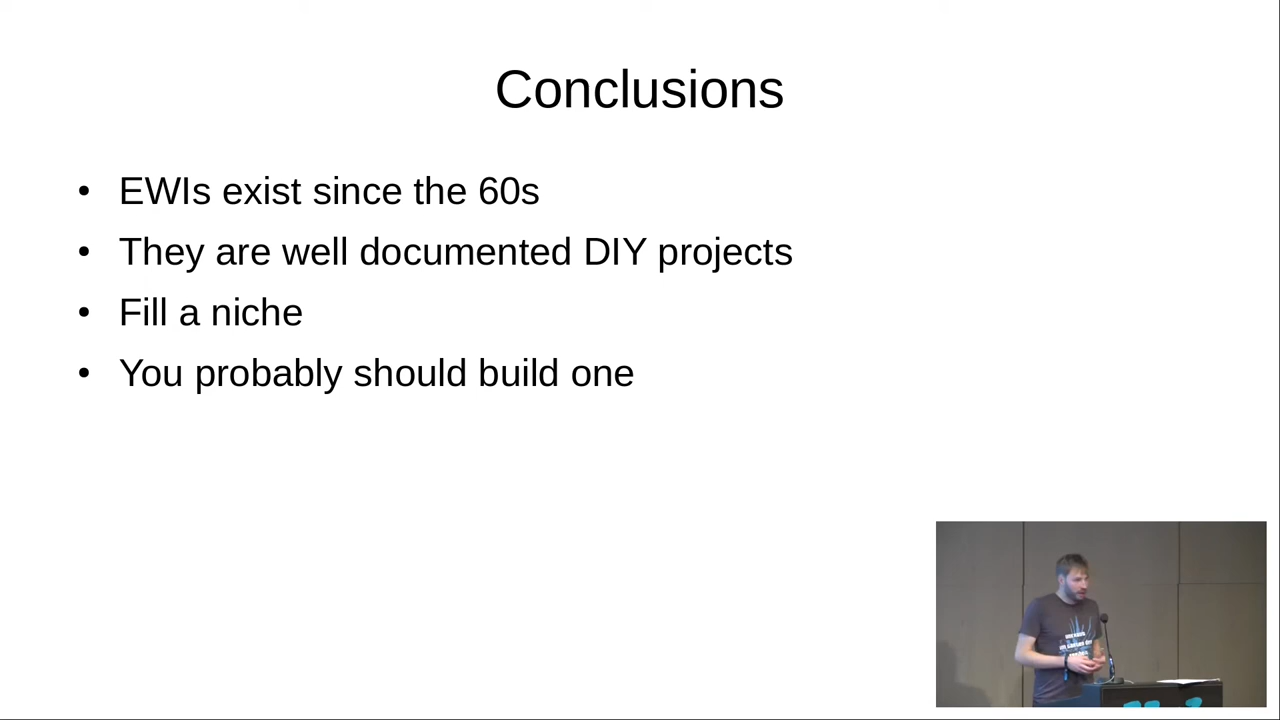 Conclusions
• EWIs exist since the 60s
• They are well documented DIY projects
• Fill a niche
• You probably should build one